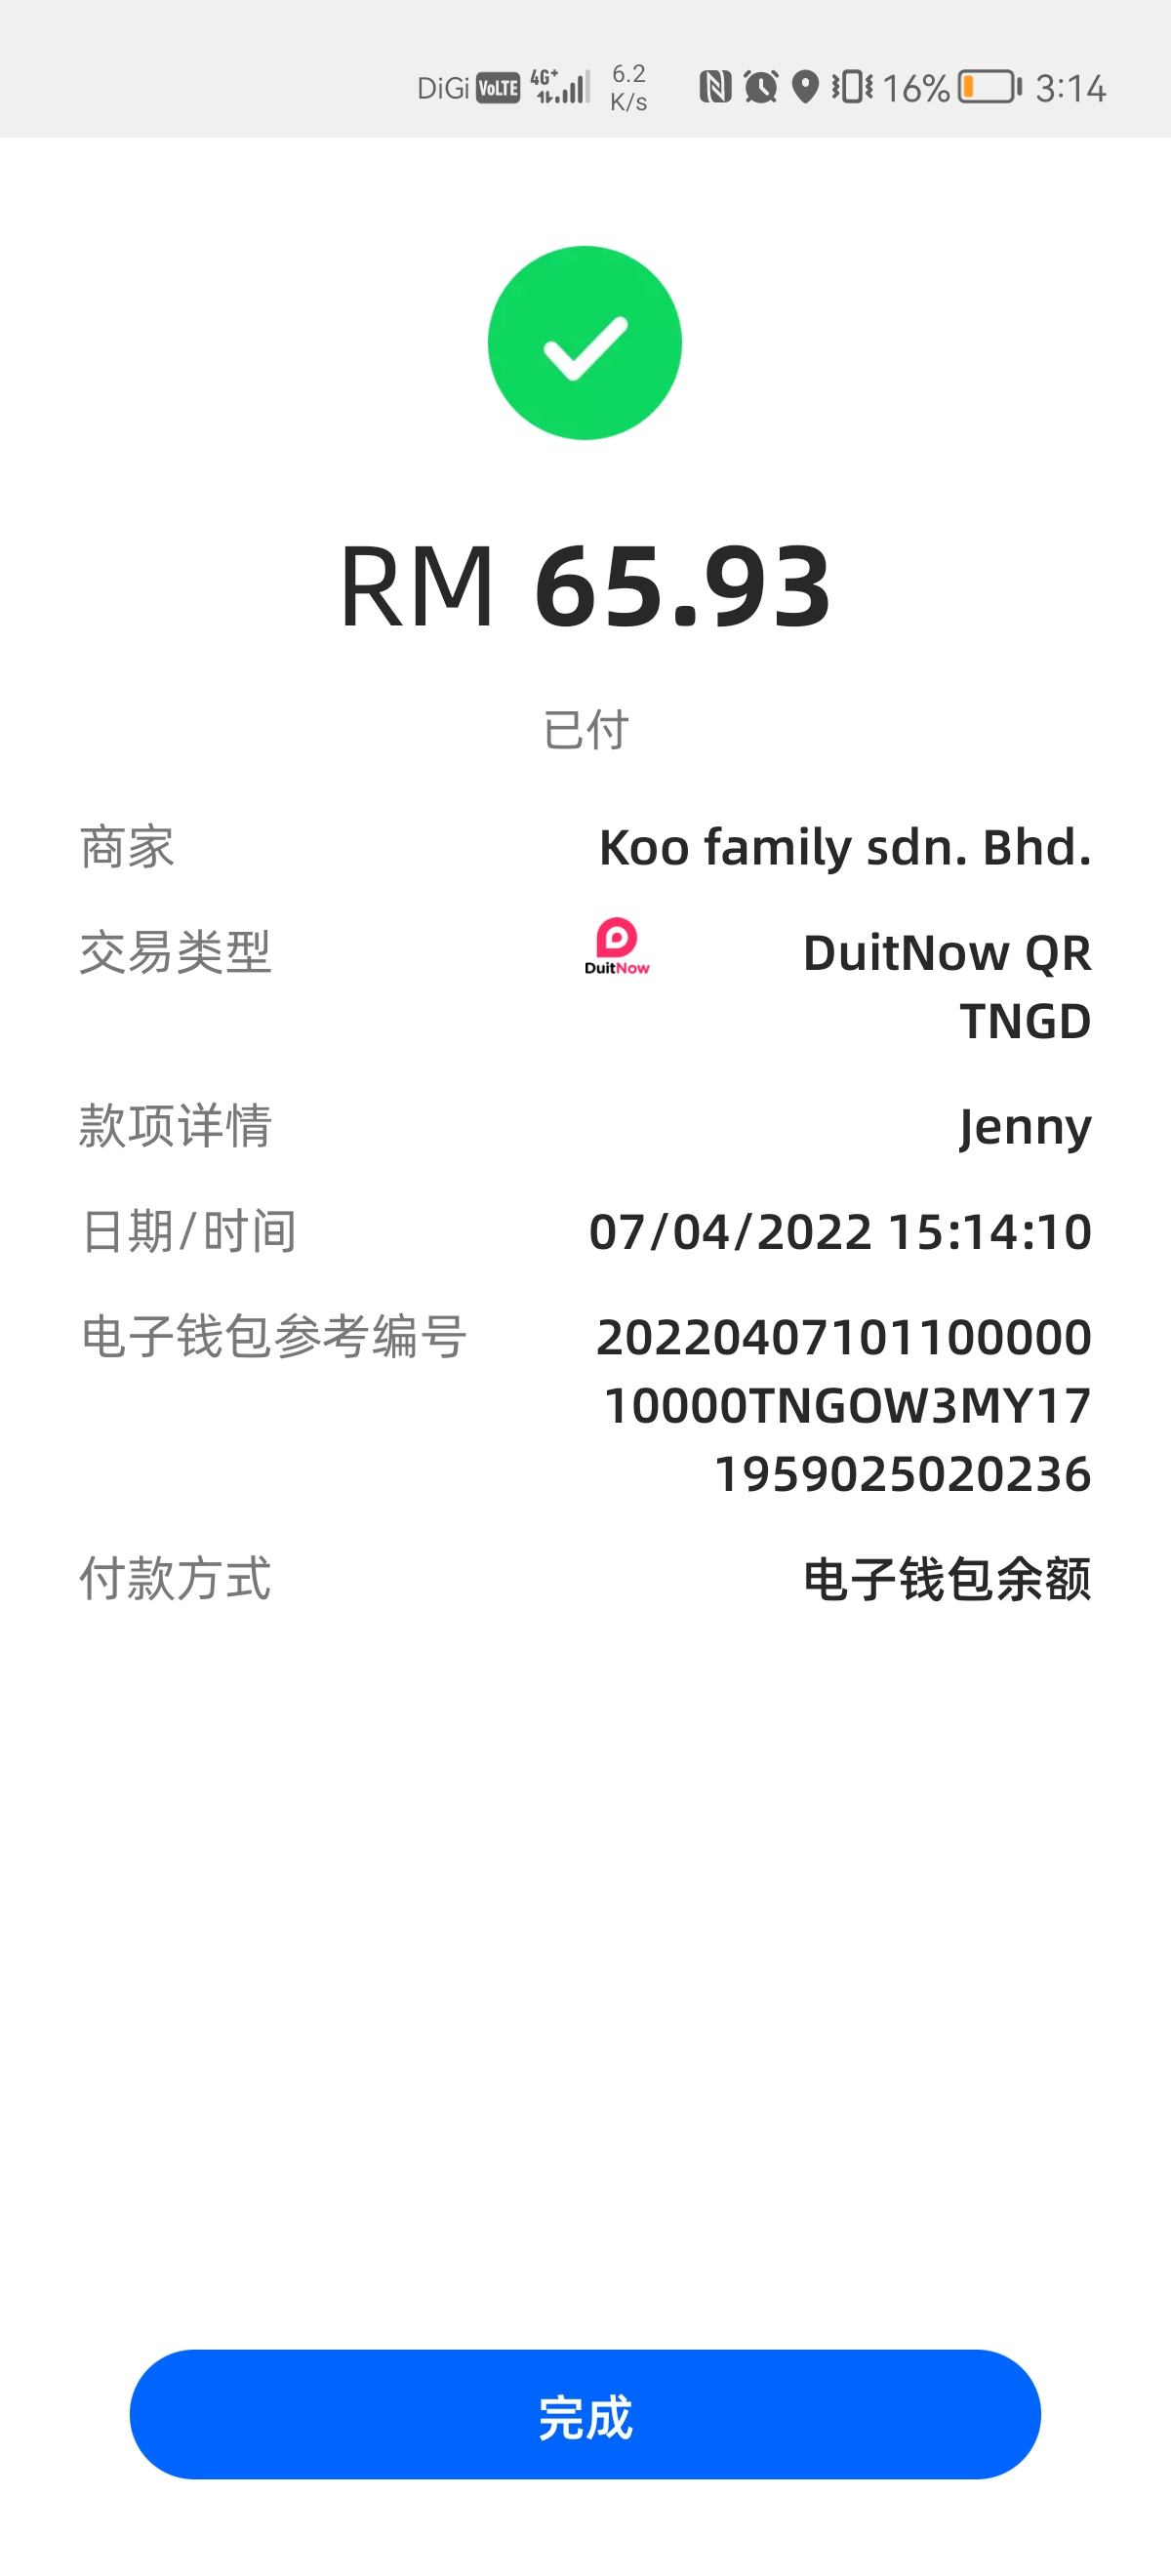 DiGi VoLTE 4G+ 6.2 K/s 16% 3:14
RM 65.93
已付
商家 Koo family sdn. Bhd.
交易类型 DuitNow DuitNow QR
TNGD
款项详情 Jenny
日期/时间 07/04/2022 15:14:10
电子钱包参考编号 20220407101100000
10000TNGOW3MY17
1959025020236
付款方式 电子钱包余额
完成